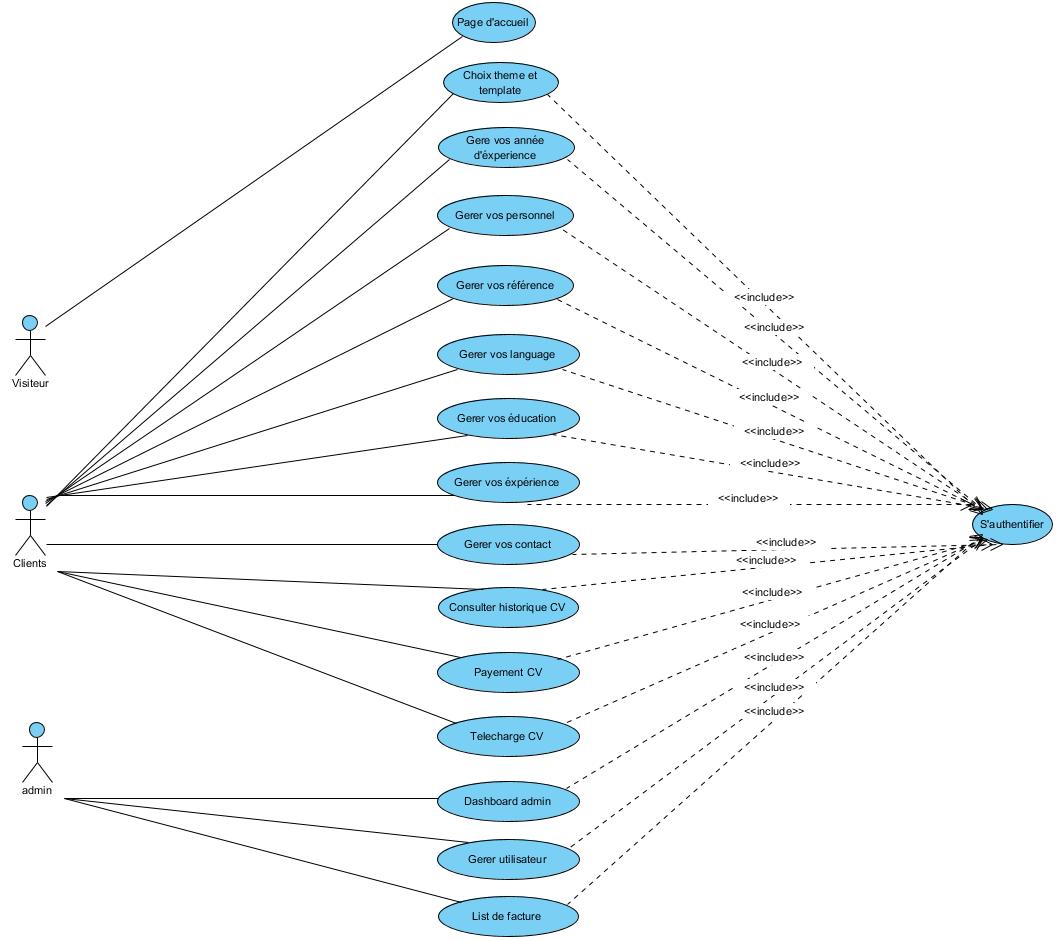 Page d'accueil
Choix theme et
template
Gere vos année
d'éxperience
Gerer vos personnel
Gerer vos référence
Gerer vos language
Gerer vos éducation
Gerer vos éxpérience
Gerer vos contact
Consulter historique CV
Payement CV
Telecharge CV
Dashboard admin
Gerer utilisateur
List de facture
Visiteur
Clients
admin
<<include>>
<<include>>
<<include>>
<<include>>
<<include>>
<<include>>
<<include>>
<<include>>
<<include>>
<<include>>
<<include>>
<<include>>
<<include>>
<<include>>
S'authentifier